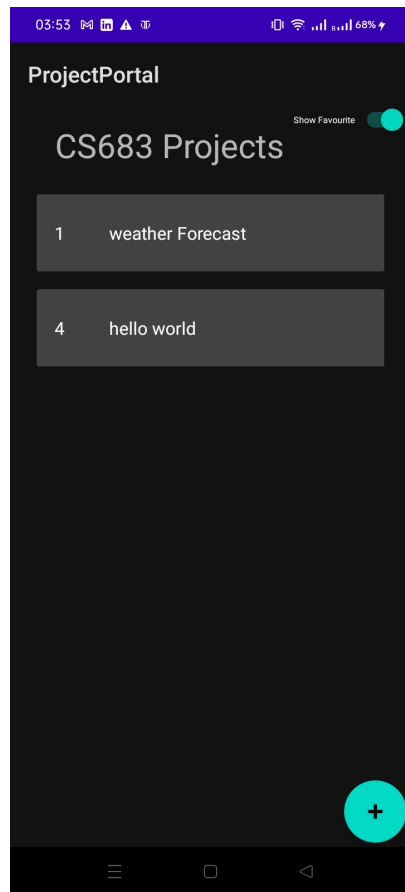 03:53 68%
ProjectPortal
Show Favourite
CS683 Projects
1 weather Forecast
4 hello world
+